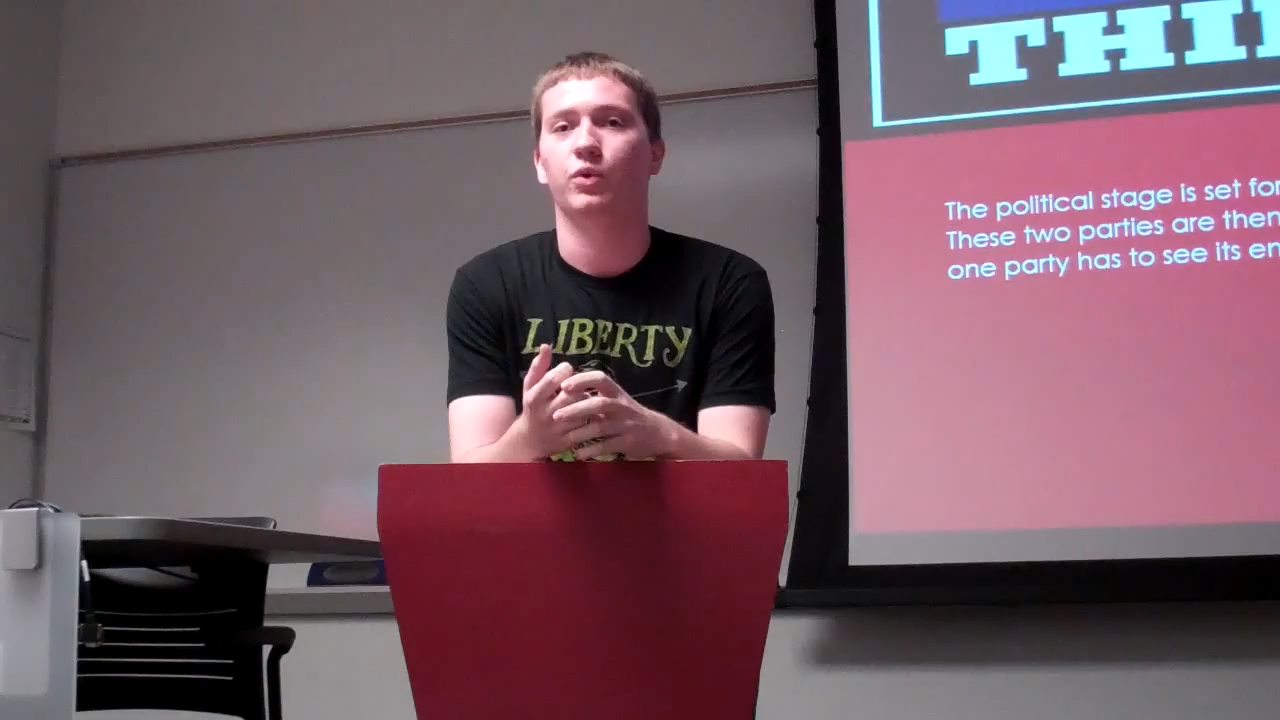 THI
LIBERTY
The political stage is set for
These two parties are then
one party has to see its en